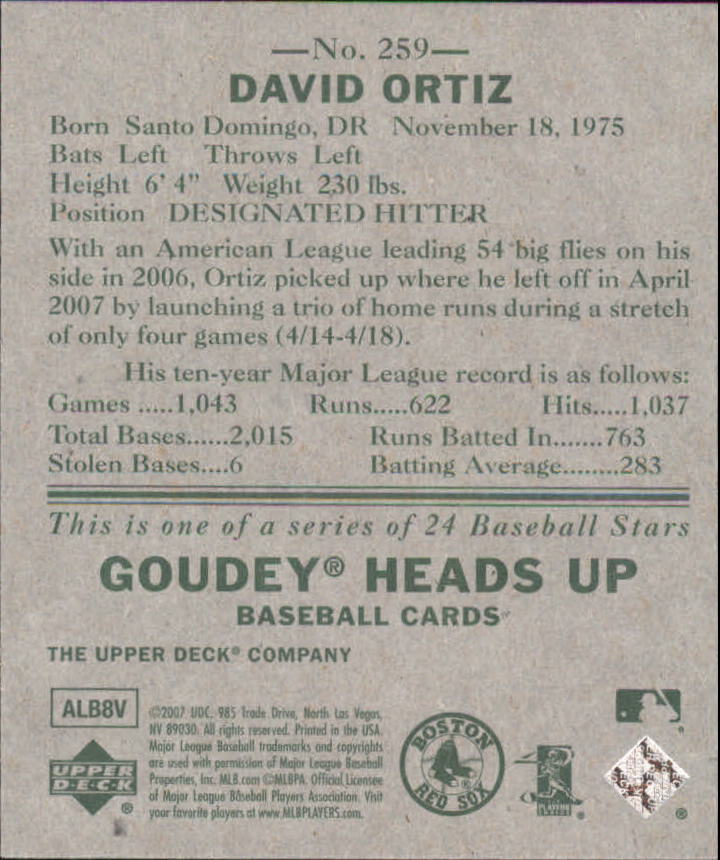 —No. 259—
DAVID ORTIZ
Born Santo Domingo, DR November 18, 1975
Bats Left Throws Left
Height 6' 4" Weight 230 lbs.
Position DESIGNATED HITTER
With an American League leading 54 big flies on his
side in 2006, Ortiz picked up where he left off in April
2007 by launching a trio of home runs during a stretch
of only four games (4/14-4/18).
His ten-year Major League record is as follows:
Games .....1,043 Runs.....622 Hits.....1,037
Total Bases......2,015 Runs Batted In.......763
Stolen Bases....6 Batting Average........283
This is one of a series of 24 Baseball Stars
GOUDEY® HEADS UP
BASEBALL CARDS
THE UPPER DECK® COMPANY
ALB8V
©2007 UDC, 985 Trade Drive, North Las Vegas,
NV 89030. All rights reserved. Printed in the USA.
Major League Baseball trademarks and copyrights
are used with permission of Major League Baseball
Properties, Inc. MLB.com ©MLBPA. Official Licensee
of Major League Baseball Players Association. Visit
your favorite players at www.MLBPLAYERS.com.
UPPER
D·E·C·K
®
BOSTON
RED SOX
®
PLAYERS
CHOICE
®
®